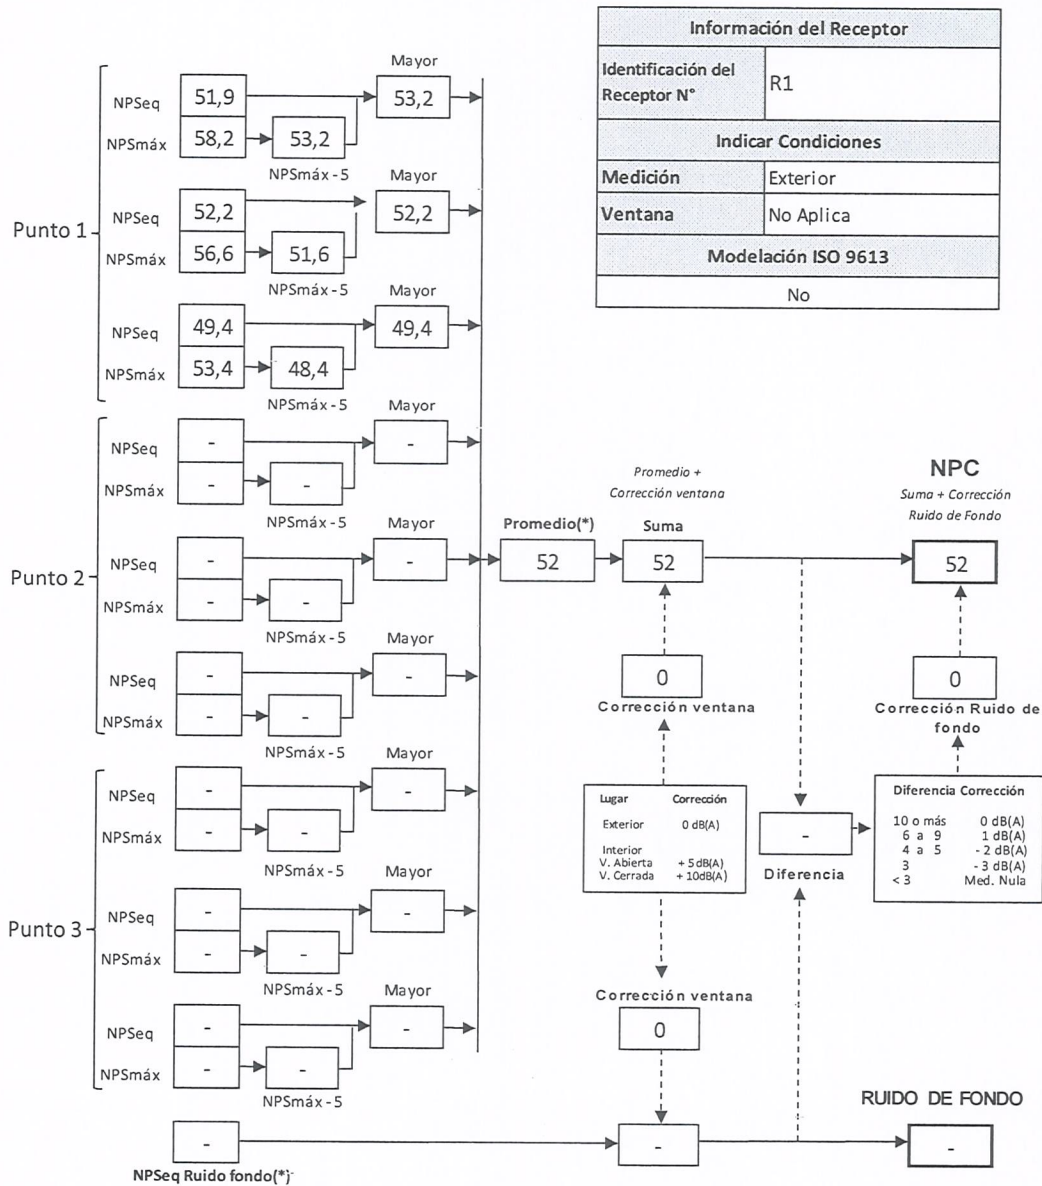 Información del Receptor
Identificación del Receptor N° R1
Indicar Condiciones
Medición Exterior
Ventana No Aplica
Modelación ISO 9613
No
Punto 1
Mayor
NPSeq 51,9 53,2
NPSmáx 58,2 53,2
NPSmáx - 5
Mayor
NPSeq 52,2 52,2
NPSmáx 56,6 51,6
NPSmáx - 5
Mayor
NPSeq 49,4 49,4
NPSmáx 53,4 48,4
NPSmáx - 5
Punto 2
Mayor
NPSeq - -
NPSmáx - -
NPSmáx - 5
Mayor
NPSeq - -
NPSmáx - -
NPSmáx - 5
Mayor
NPSeq - -
NPSmáx - -
NPSmáx - 5
Punto 3
Mayor
NPSeq - -
NPSmáx - -
NPSmáx - 5
Mayor
NPSeq - -
NPSmáx - -
NPSmáx - 5
Mayor
NPSeq - -
NPSmáx - -
NPSmáx - 5
-
NPSeq Ruido fondo(*)
Promedio(*)
52
Promedio +
Corrección ventana
Suma
52
0
Corrección ventana
NPC
Suma + Corrección
Ruido de Fondo
52
0
Corrección Ruido de
fondo
Lugar Corrección
Exterior 0 dB(A)
Interior
V. Abierta + 5 dB(A)
V. Cerrada + 10dB(A)
-
Diferencia
Diferencia Corrección
10 o más 0 dB(A)
6 a 9 1 dB(A)
4 a 5 - 2 dB(A)
3 - 3 dB(A)
< 3 Med. Nula
Corrección ventana
0
-
RUIDO DE FONDO
-